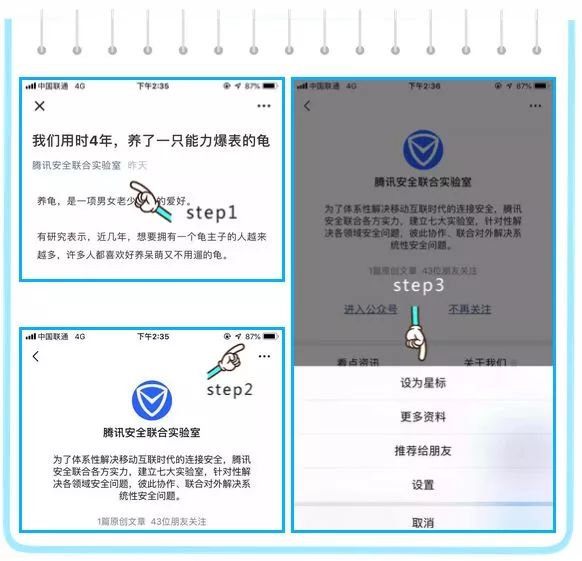 中国联通 4G 下午2:35 87%
我们用时4年，养了一只能力爆表的龟
腾讯安全联合实验室 昨天
养龟，是一项男女老少 的爱好。
step1
有研究表示，近几年，想要拥有一个龟主子的人越来
越多，许多人都喜欢好养呆萌又不用遛的龟。
中国联通 4G 下午2:35 87%
step2
腾讯安全联合实验室
为了体系性解决移动互联时代的连接安全，腾讯
安全联合各方实力，建立七大实验室，针对性解
决各领域安全问题，彼此协作、联合对外解决系
统性安全问题。
1篇原创文章 43位朋友关注
中国联通 4G 下午2:36 87%
腾讯安全联合实验室
为了体系性解决移动互联时代的连接安全，腾讯
安全联合各方实力，建立七大实验室，针对性解
决各领域安全问题，彼此协作、联合对外解决系
统性安全问题。
1篇原创文章 43位朋友关注
step3
进入公众号 不再关注
看点资讯 关于我们
设为星标
更多资料
推荐给朋友
设置
取消